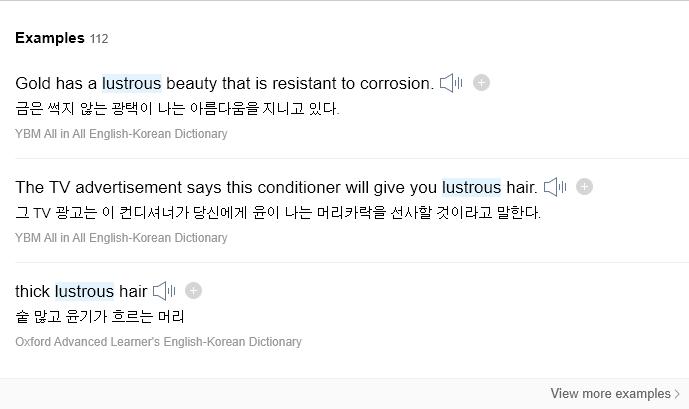 Examples 112
Gold has a lustrous beauty that is resistant to corrosion.
금은 썩지 않는 광택이 나는 아름다움을 지니고 있다.
YBM All in All English-Korean Dictionary
The TV advertisement says this conditioner will give you lustrous hair.
그 TV 광고는 이 컨디셔너가 당신에게 윤이 나는 머리카락을 선사할 것이라고 말한다.
YBM All in All English-Korean Dictionary
thick lustrous hair
숱 많고 윤기가 흐르는 머리
Oxford Advanced Learner's English-Korean Dictionary
View more examples